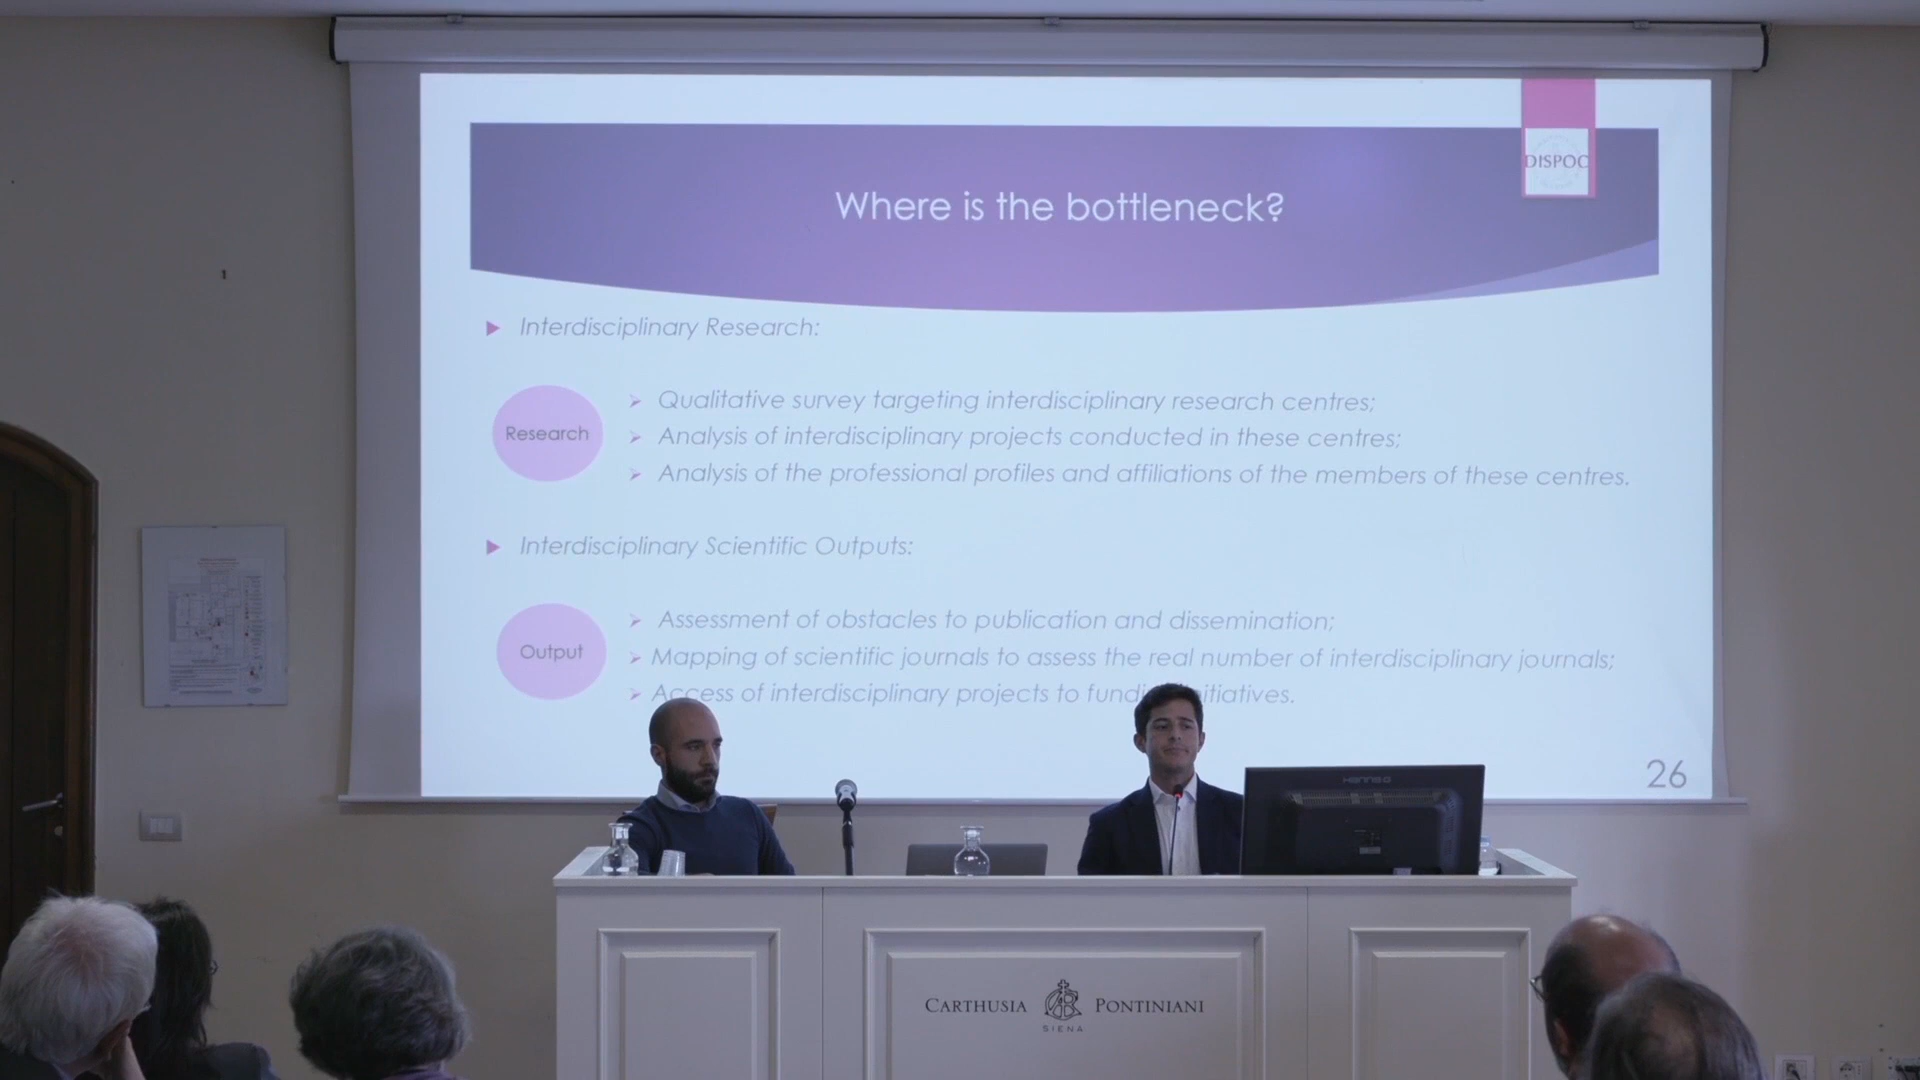 DISPOC
Where is the bottleneck?
Interdisciplinary Research:
Research
Qualitative survey targeting interdisciplinary research centres;
Analysis of interdisciplinary projects conducted in these centres;
Analysis of the professional profiles and affiliations of the members of these centres.
Interdisciplinary Scientific Outputs:
Output
Assessment of obstacles to publication and dissemination;
Mapping of scientific journals to assess the real number of interdisciplinary journals;
Access of interdisciplinary projects to
26
HANNS.G
CARTHUSIA PONTINIANI
SIENA